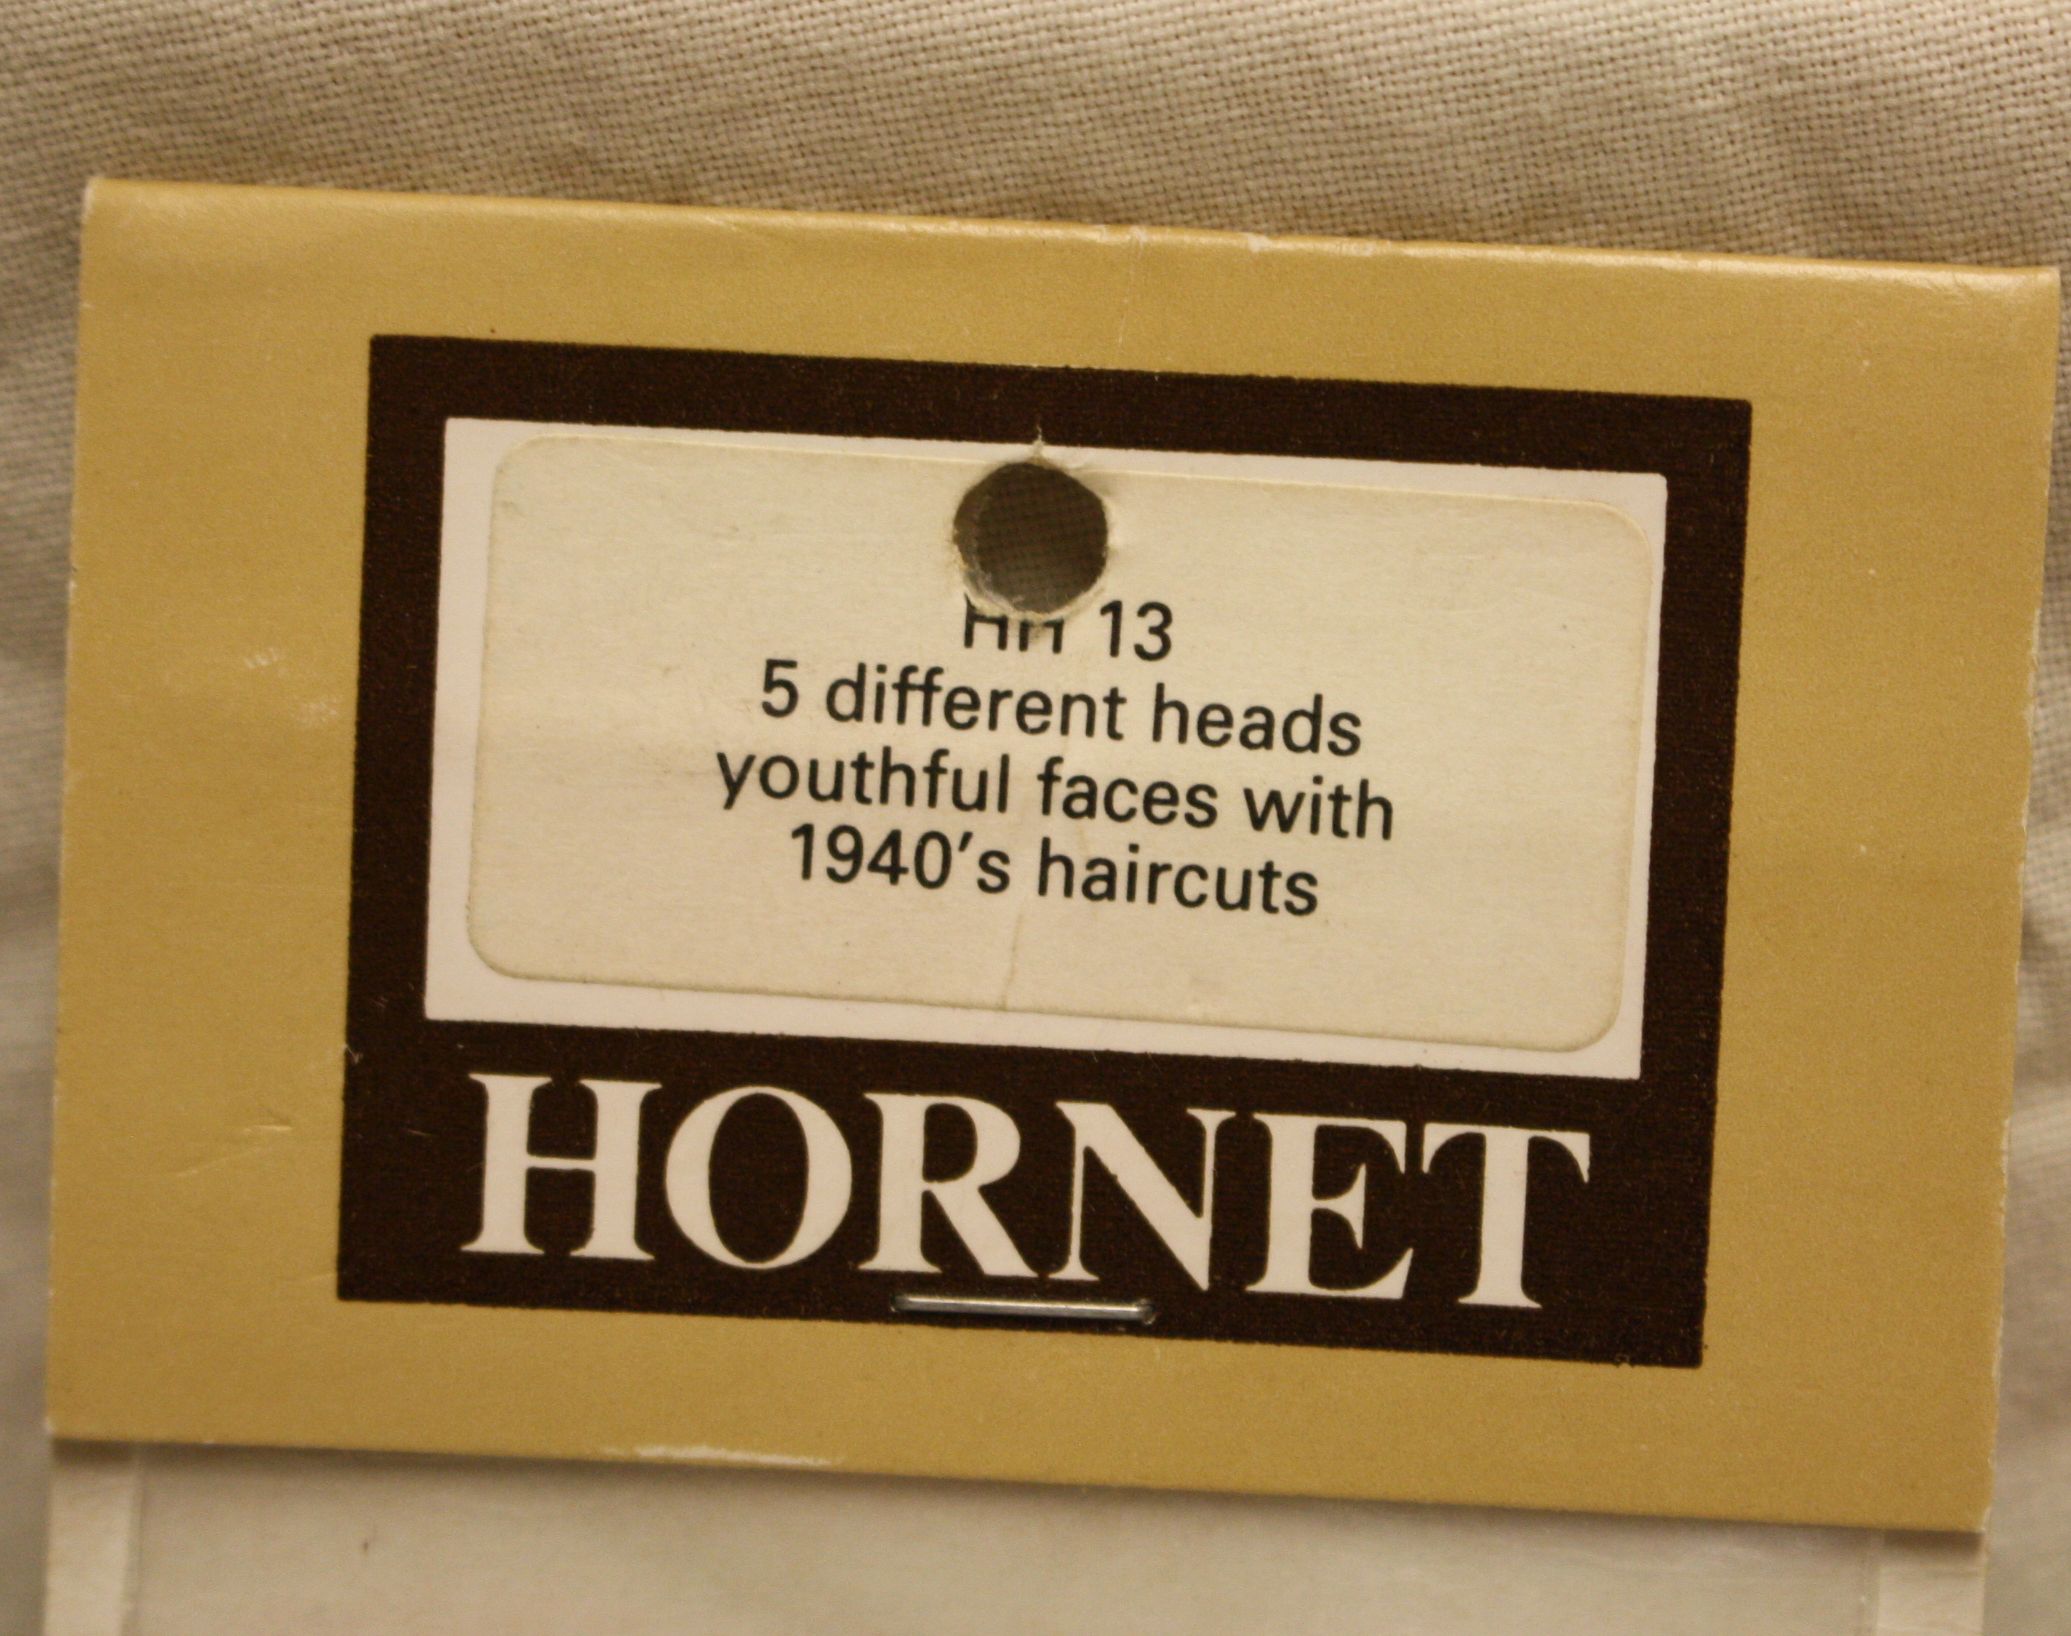 HH 13
5 different heads
youthful faces with
1940's haircuts
HORNET